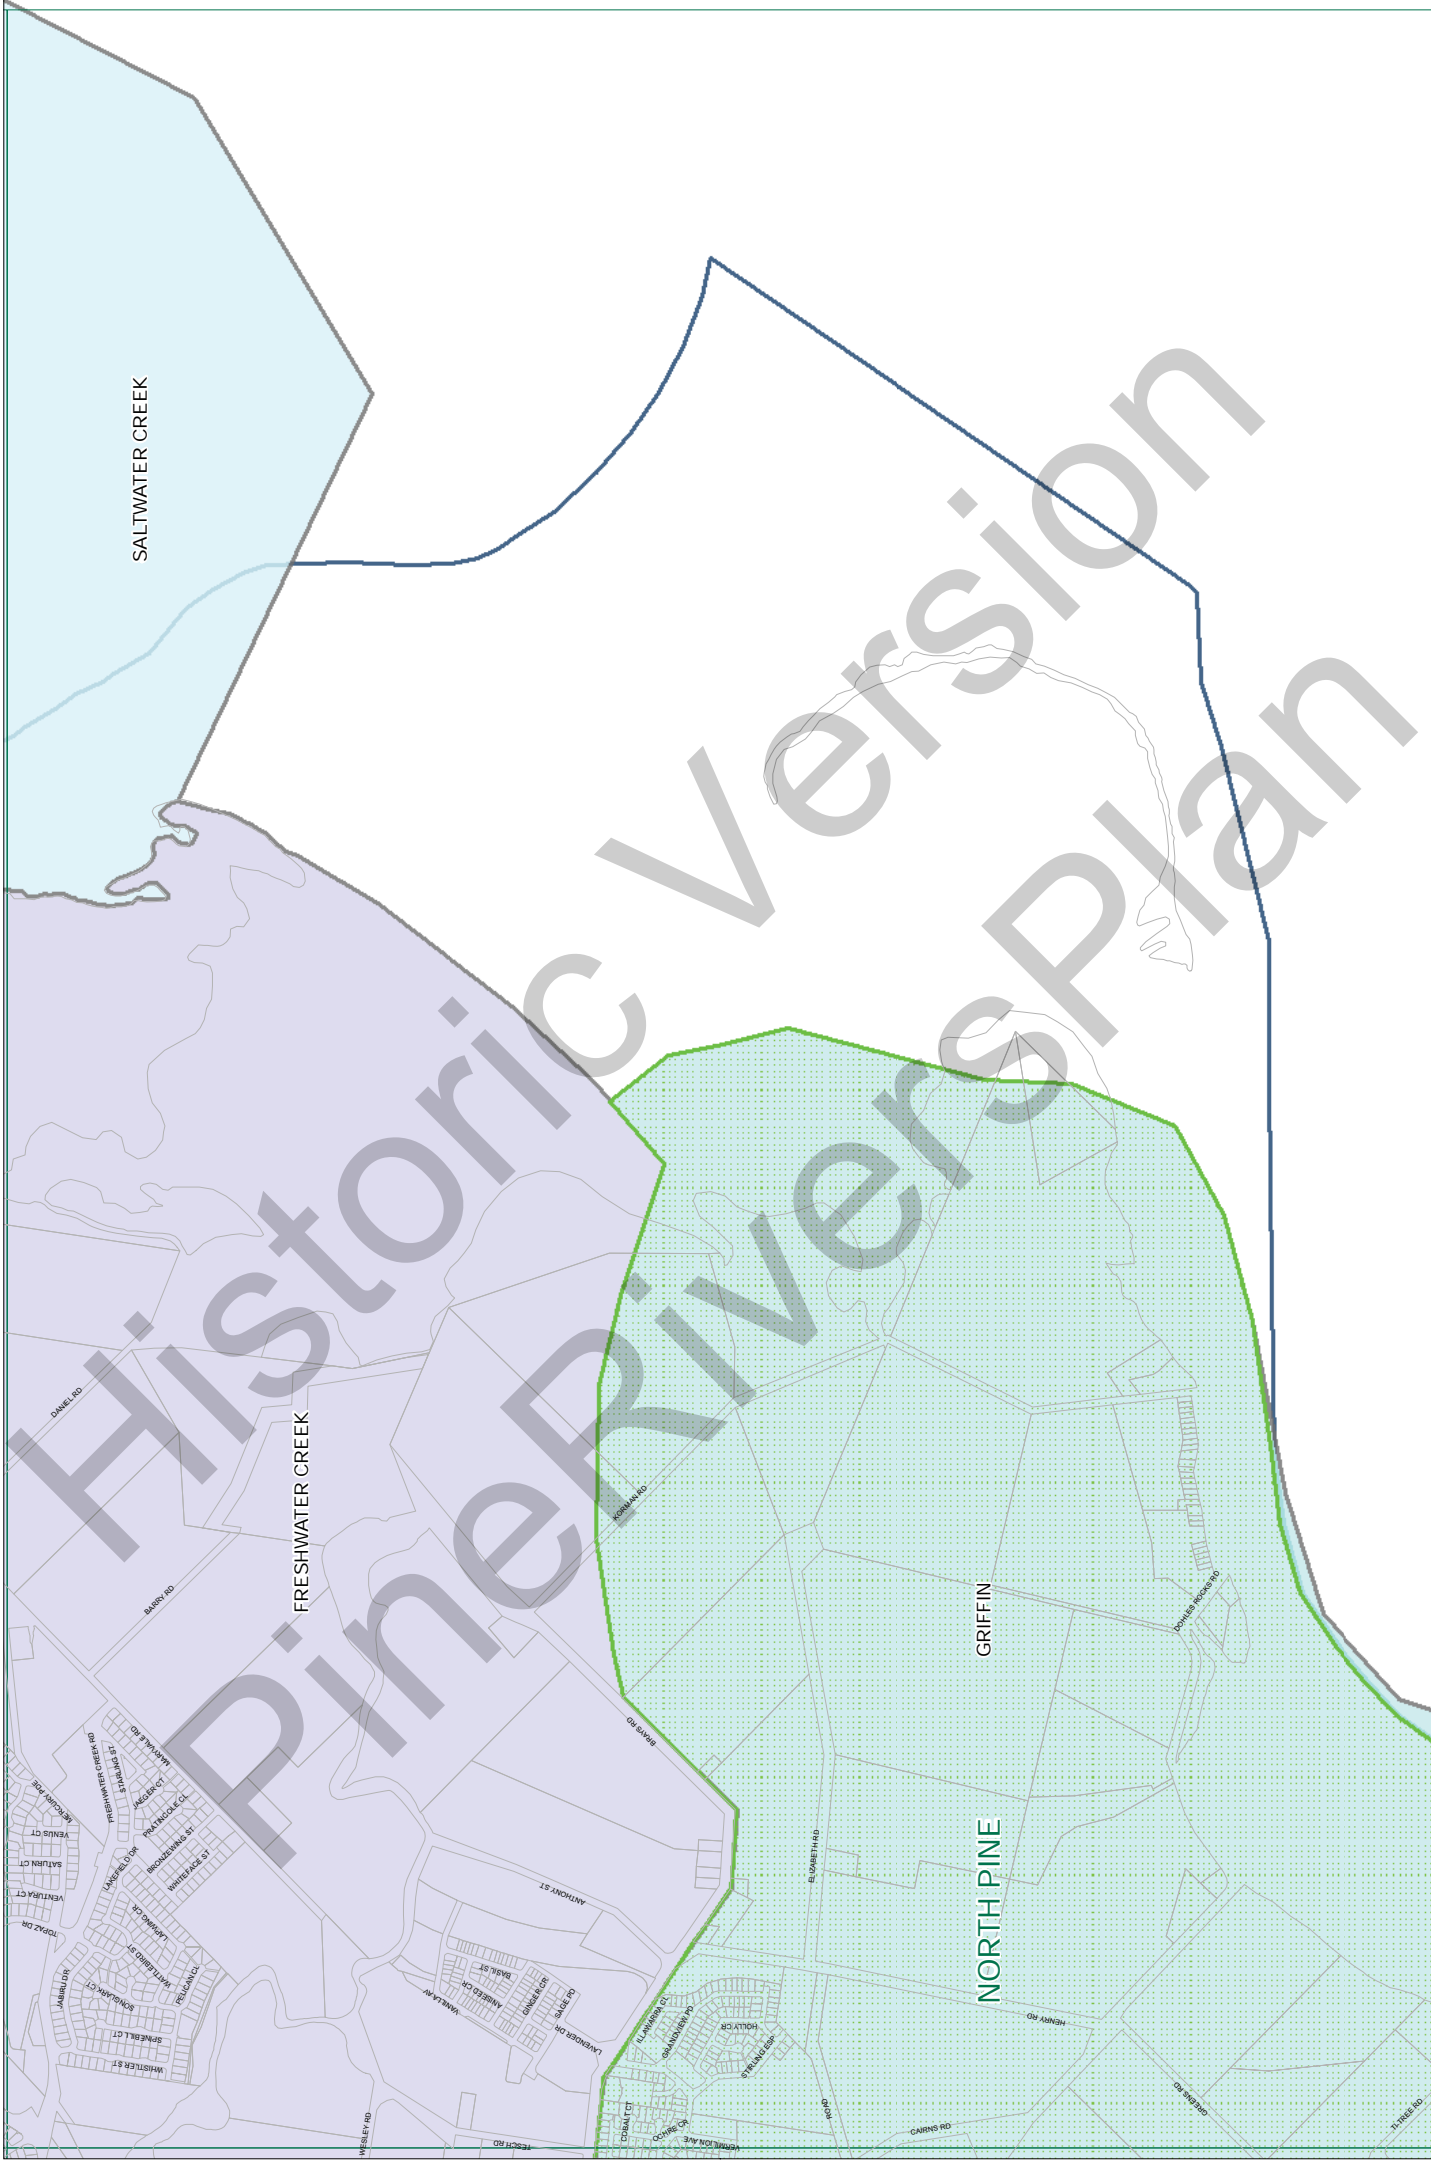 SALTWATER CREEK
Historic Version
PineRiversPlan
DANIEL RD
FRESHWATER CREEK
KORMAN RD
BARRY RD
GRIFFIN
DOHLES ROCKS RD
BRAYS RD
MARYVALE RD
FRESHWATER CREEK RD
STARLING ST
JAEGER CT
PRATINCOLE CL
BRONZEWING ST
WHITEFACE ST
LAKEFIELD DR
MERCURY PDE
VENUS CT
SATURN CT
VENTURA CT
TOPAZ DR
LAPWING CR
WATTLEBIRD ST
PELICAN CL
JABIRU DR
SONGLARK CT
SPINEBILL CT
WHISTLER ST
ANTHONY ST
ELIZABETH RD
NORTH PINE
BASIL ST
ANISEED CR
GINGER CR
SAGE PD
VANILLA AV
LAVENDER DR
ILLAWARRA CL
GRANDVIEW PD
HOLLY CR
STIRLING ESP
HENRY RD
GREENS RD
TI-TREE RD
CAIRNS RD
ROAD
COBALT CT
OCHRE CR
VERMILION AVE
TESCH RD
WESLEY RD